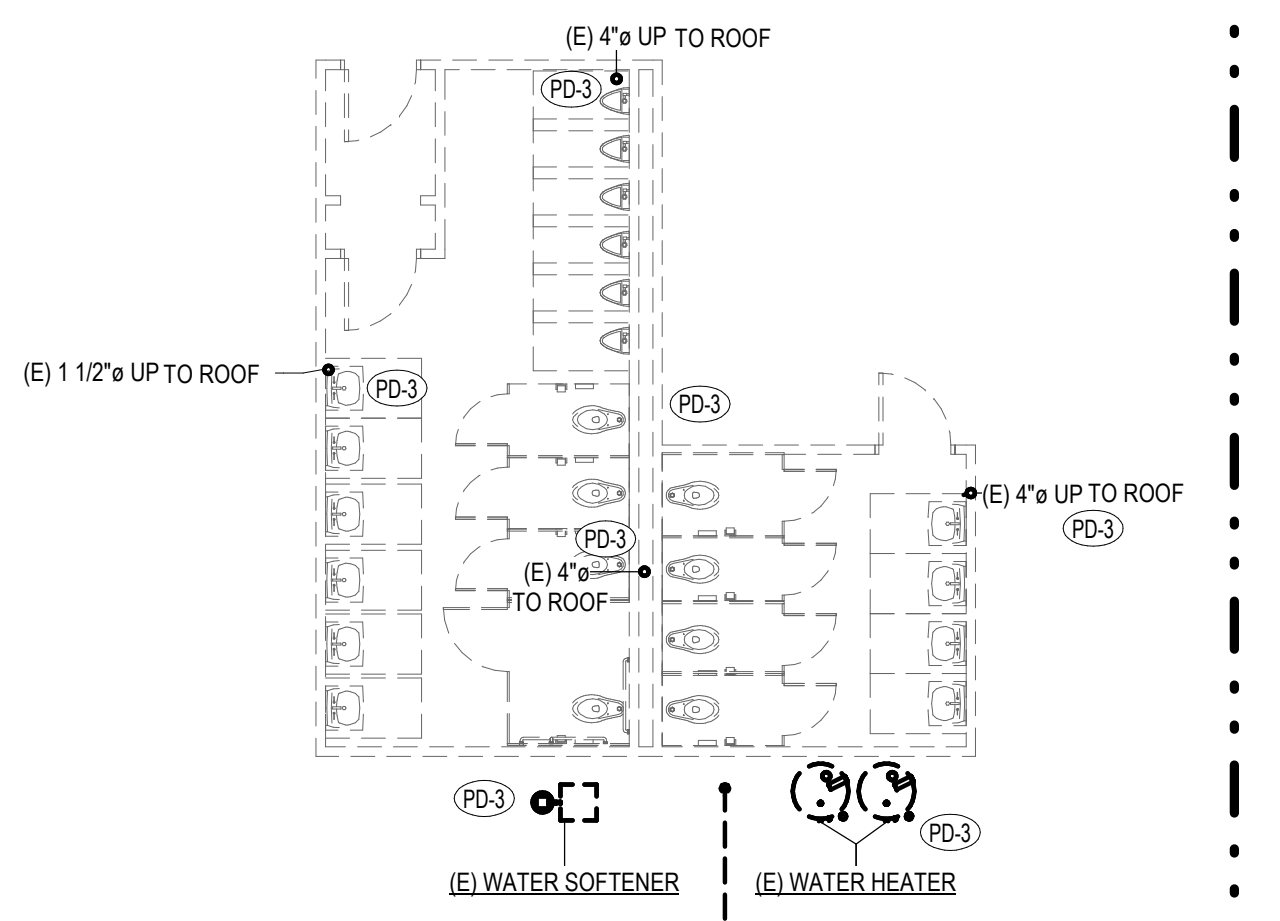 (E) 4"ø UP TO ROOF
PD-3
(E) 1 1/2"ø UP TO ROOF
PD-3
PD-3
(E) 4"ø UP TO ROOF
PD-3
PD-3
(E) 4"ø
TO ROOF
PD-3
PD-3
(E) WATER SOFTENER
(E) WATER HEATER